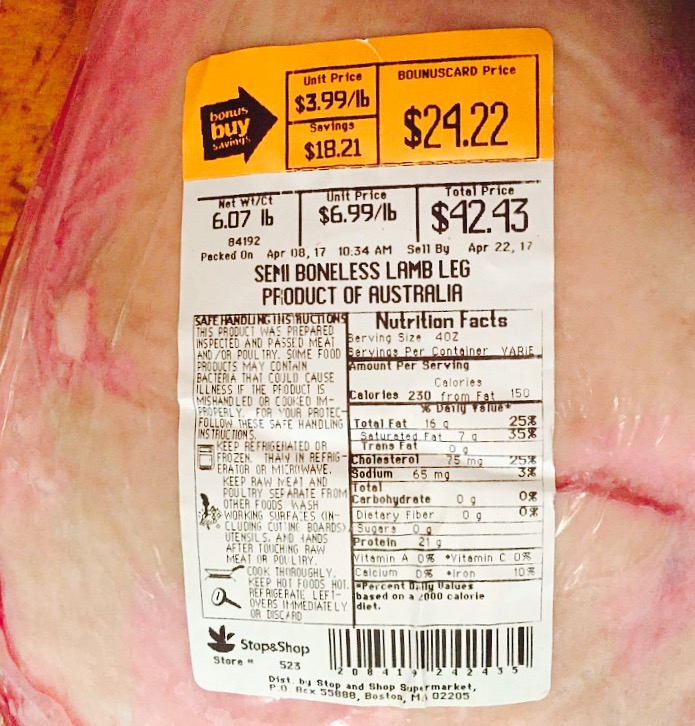 bonus
buy
savings
Unit Price
$3.99/lb
Savings
$18.21
BOUNUSCARD Price
$24.22
Net Wt/Ct
6.07 lb
Unit Price
$6.99/lb
Total Price
$42.43
84192
Packed On Apr 08, 17 10:34 AM Sell By Apr 22, 17
SEMI BONELESS LAMB LEG
PRODUCT OF AUSTRALIA
SAFE HANDLING INSTRUCTIONS
THIS PRODUCT WAS PREPARED
INSPECTED AND PASSED MEAT
AND/OR POULTRY. SOME FOOD
PRODUCTS MAY CONTAIN
BACTERIA THAT COULD CAUSE
ILLNESS IF THE PRODUCT IS
MISHANDLED OR COOKED IM-
PROPERLY. FOR YOUR PROTEC-
FOLLOW THESE SAFE HANDLING
INSTRUCTIONS.
KEEP REFRIGERATED OR
FROZEN. THAW IN REFRIG-
ERATOR OR MICROWAVE.
KEEP RAW MEAT AND
POULTRY SEPARATE FROM
OTHER FOODS WASH
WORKING SURFACES (IN-
CLUDING CUTTING BOARDS),
UTENSILS, AND HANDS
AFTER TOUCHING RAW
MEAT OR POULTRY.
COOK THOROUGHLY.
KEEP HOT FOODS HOT.
REFRIGERATE LEFT-
OVERS IMMEDIATELY
OR DISCARD
Nutrition Facts
Serving Size 4OZ
Servings Per Container VARIE
Amount Per Serving
Calories
Calories 230 from Fat 150
% Daily Value*
Total Fat 16 g 25%
Saturated Fat 7 g 35%
Trans Fat 0 g
Cholesterol 75 mg 25%
Sodium 65 mg 3%
Total
Carbohydrate 0 g 0%
Dietary Fiber 0 g 0%
Sugars 0 g
Protein 21 g
Vitamin A 0% •Vitamin C 0%
Calcium 0% •Iron 10%
*Percent Daily Values
based on a 2000 calorie
diet.
Stop&Shop
Store # 523
2 08419 242435
Dist. by Stop and Shop Supermarket,
P.O. Box 55888, Boston, MA 02205